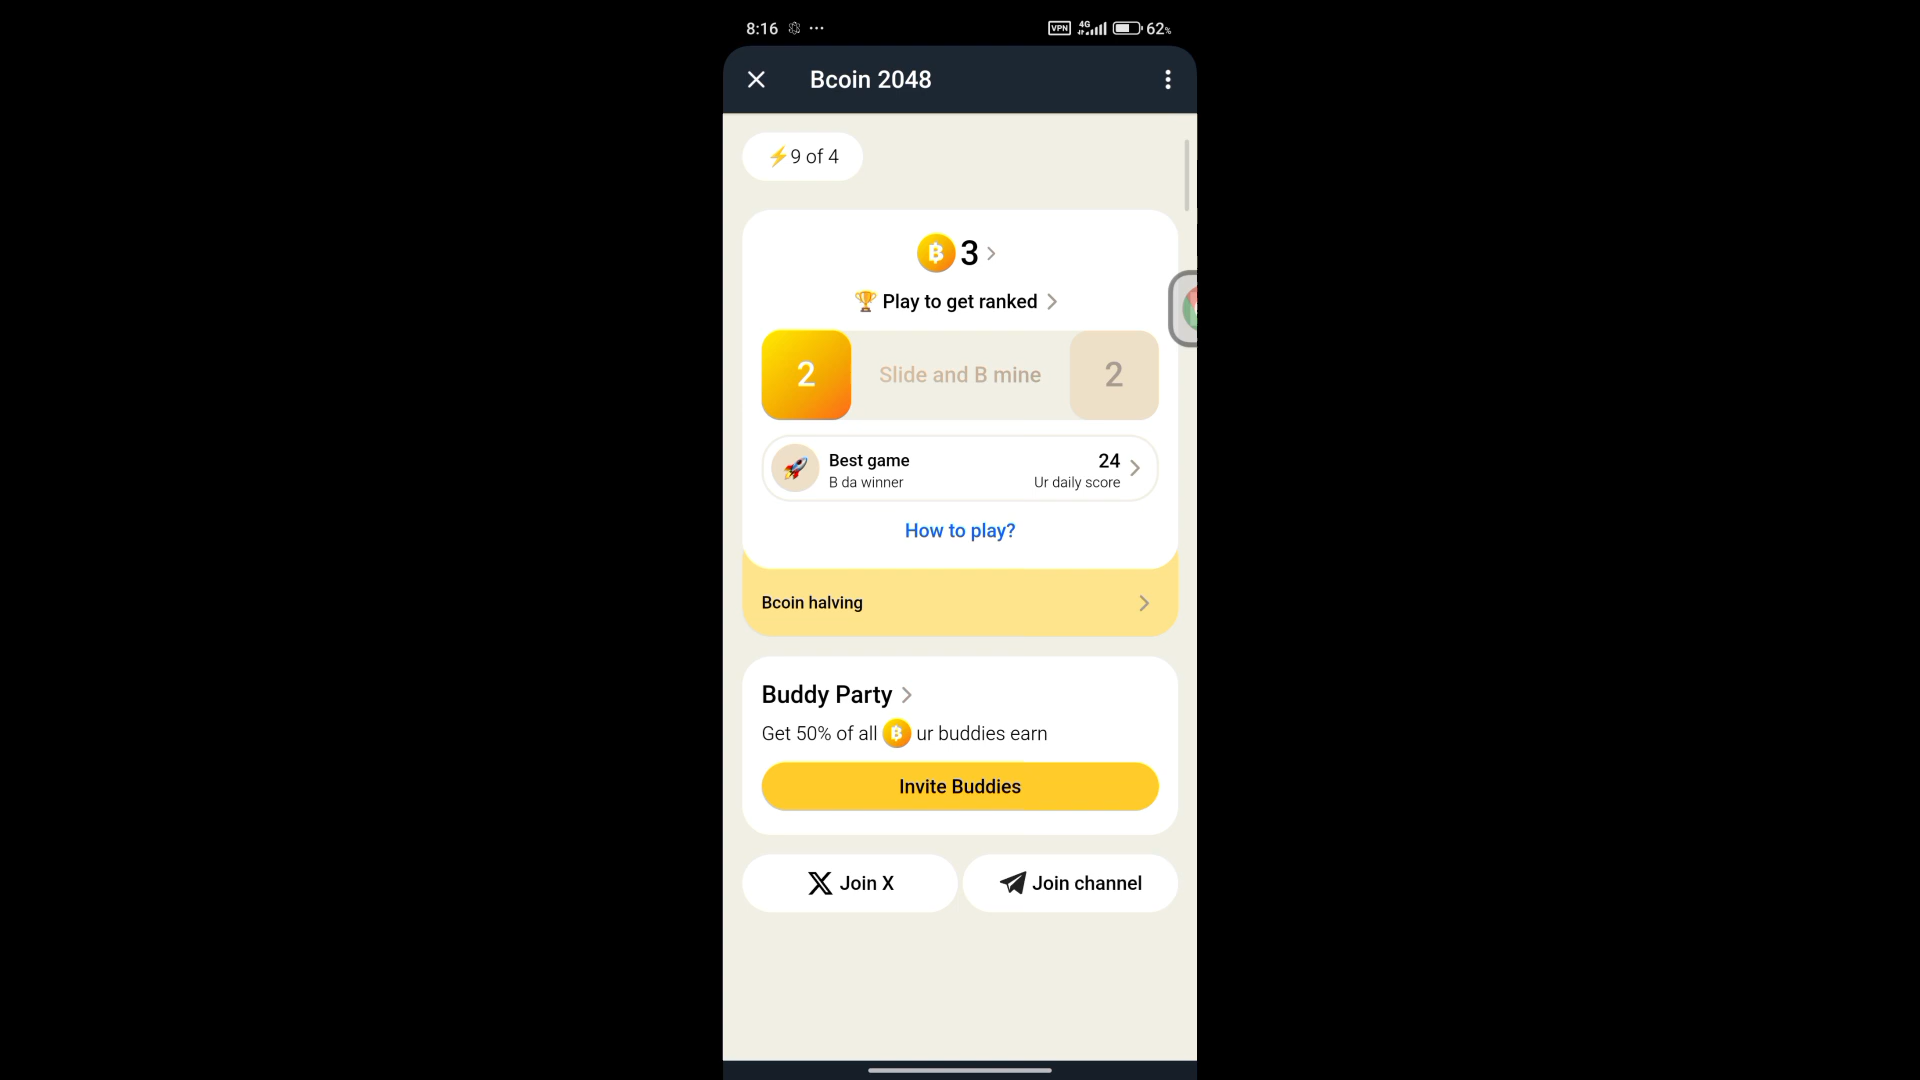 8:16 ... VPN 4G 62%
Bcoin 2048
⚡9 of 4
3
🏆 Play to get ranked
2 Slide and B mine 2
Best game 24
B da winner Ur daily score
How to play?
Bcoin halving
Buddy Party
Get 50% of all ur buddies earn
Invite Buddies
Join X Join channel